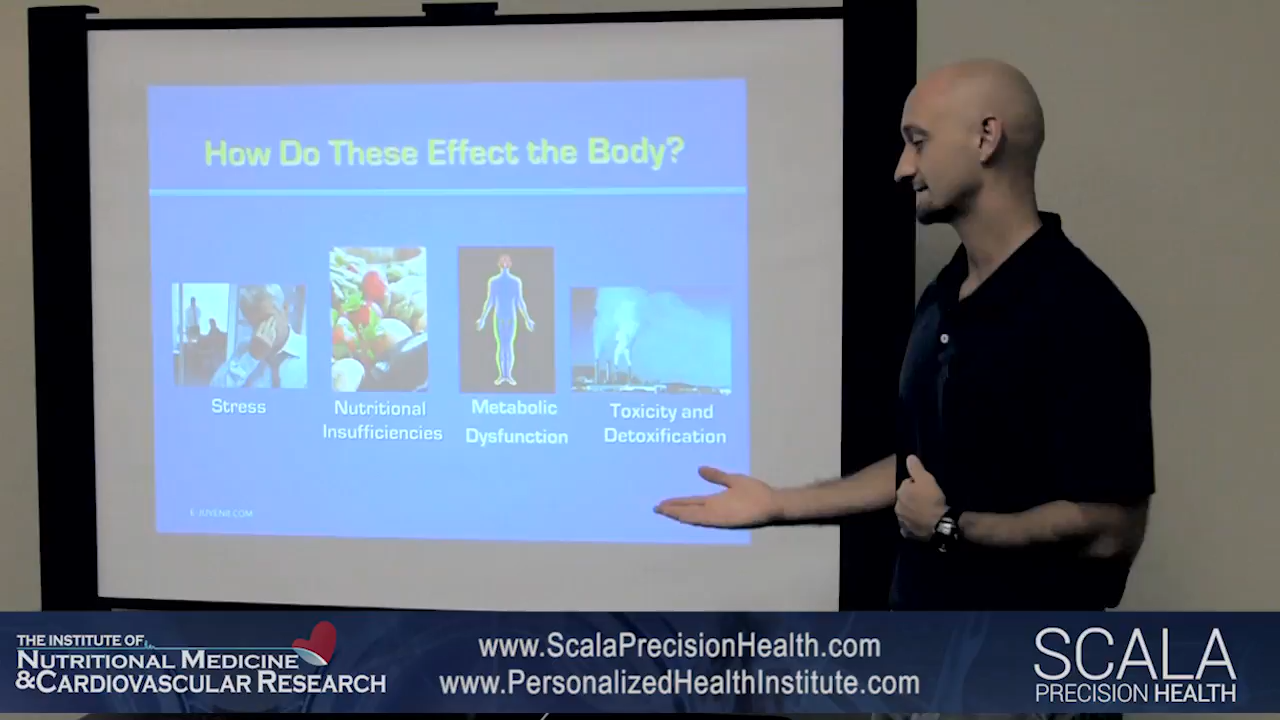 How Do These Effect the Body?
Stress
Nutritional
Insufficiencies
Metabolic
Dysfunction
Toxicity and
Detoxification
THE INSTITUTE OF
NUTRITIONAL MEDICINE
&CARDIOVASCULAR RESEARCH
www.ScalaPrecisionHealth.com
www.PersonalizedHealthInstitute.com
SCALA
PRECISION HEALTH